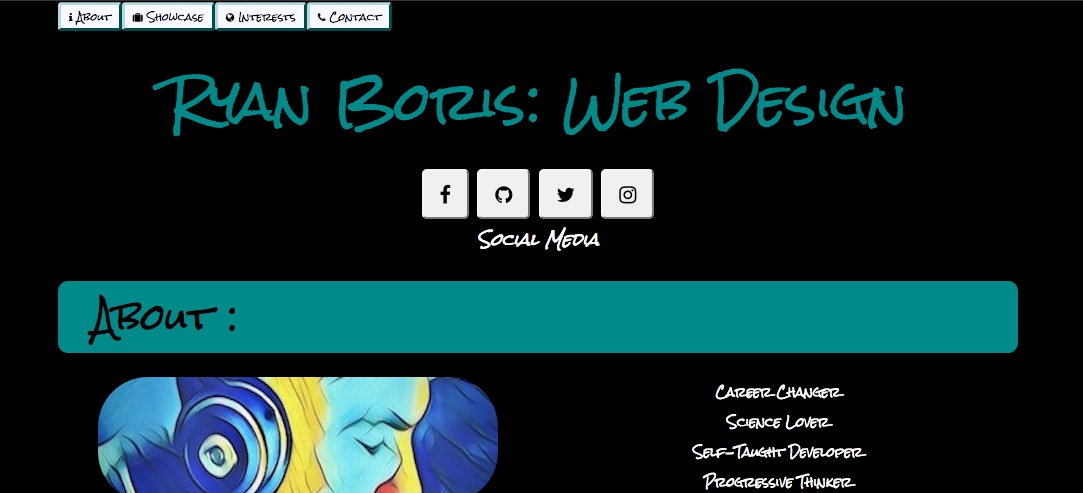 About Showcase Interests Contact
Ryan Boris: Web Design
Social Media
About :
Career Changer
Science Lover
Self-Taught Developer
Progressive Thinker